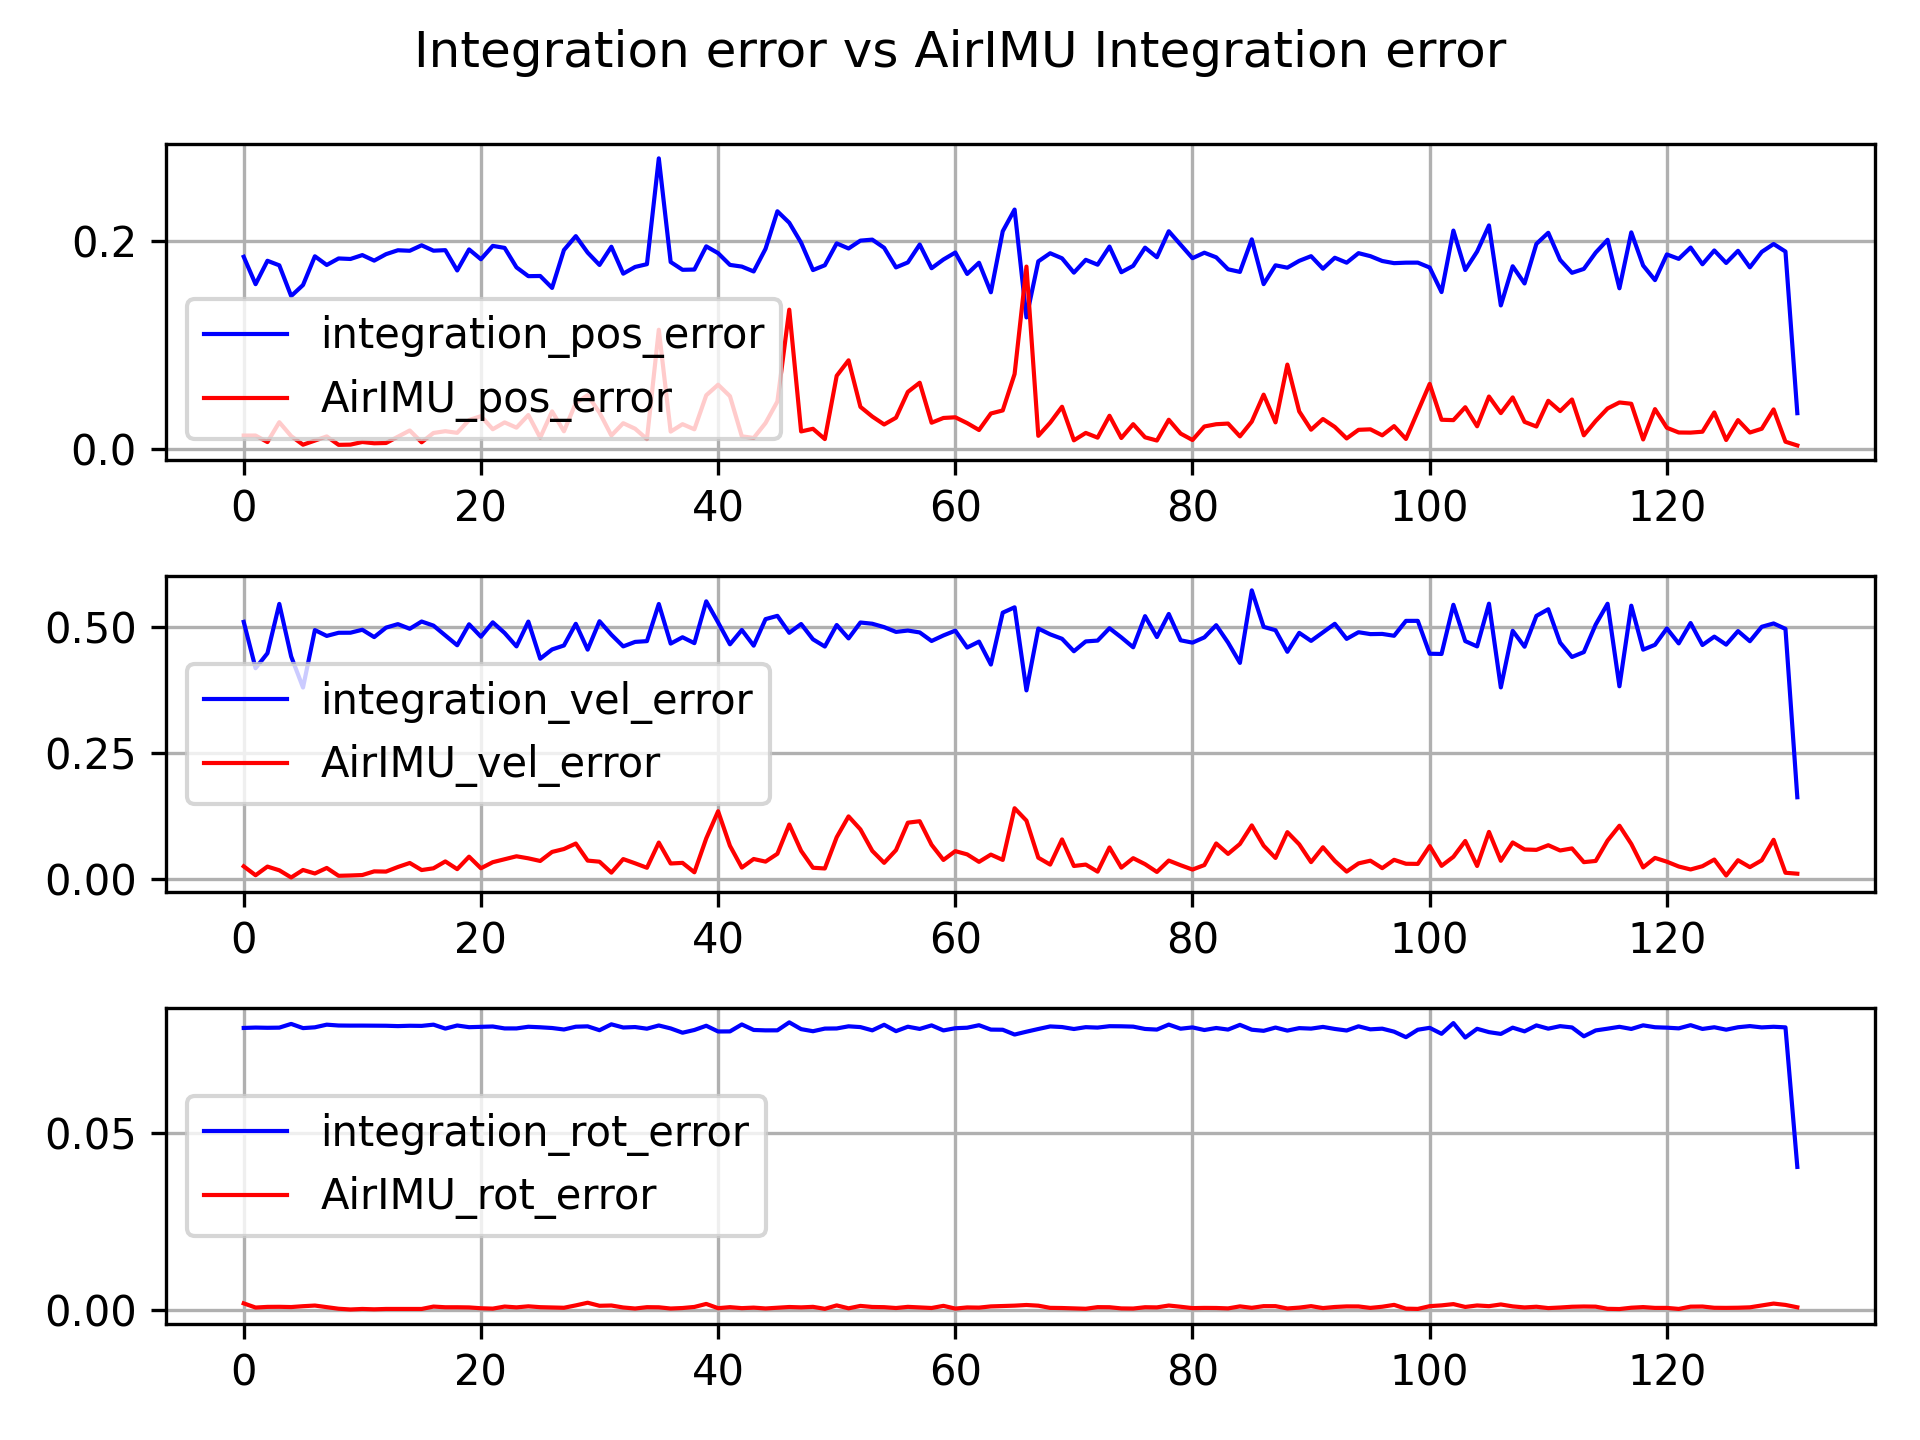 Integration error vs AirIMU Integration error
0.2
0.0
integration_pos_error
AirIMU_pos_error
0 20 40 60 80 100 120
0.50
0.25
0.00
integration_vel_error
AirIMU_vel_error
0 20 40 60 80 100 120
0.05
0.00
integration_rot_error
AirIMU_rot_error
0 20 40 60 80 100 120